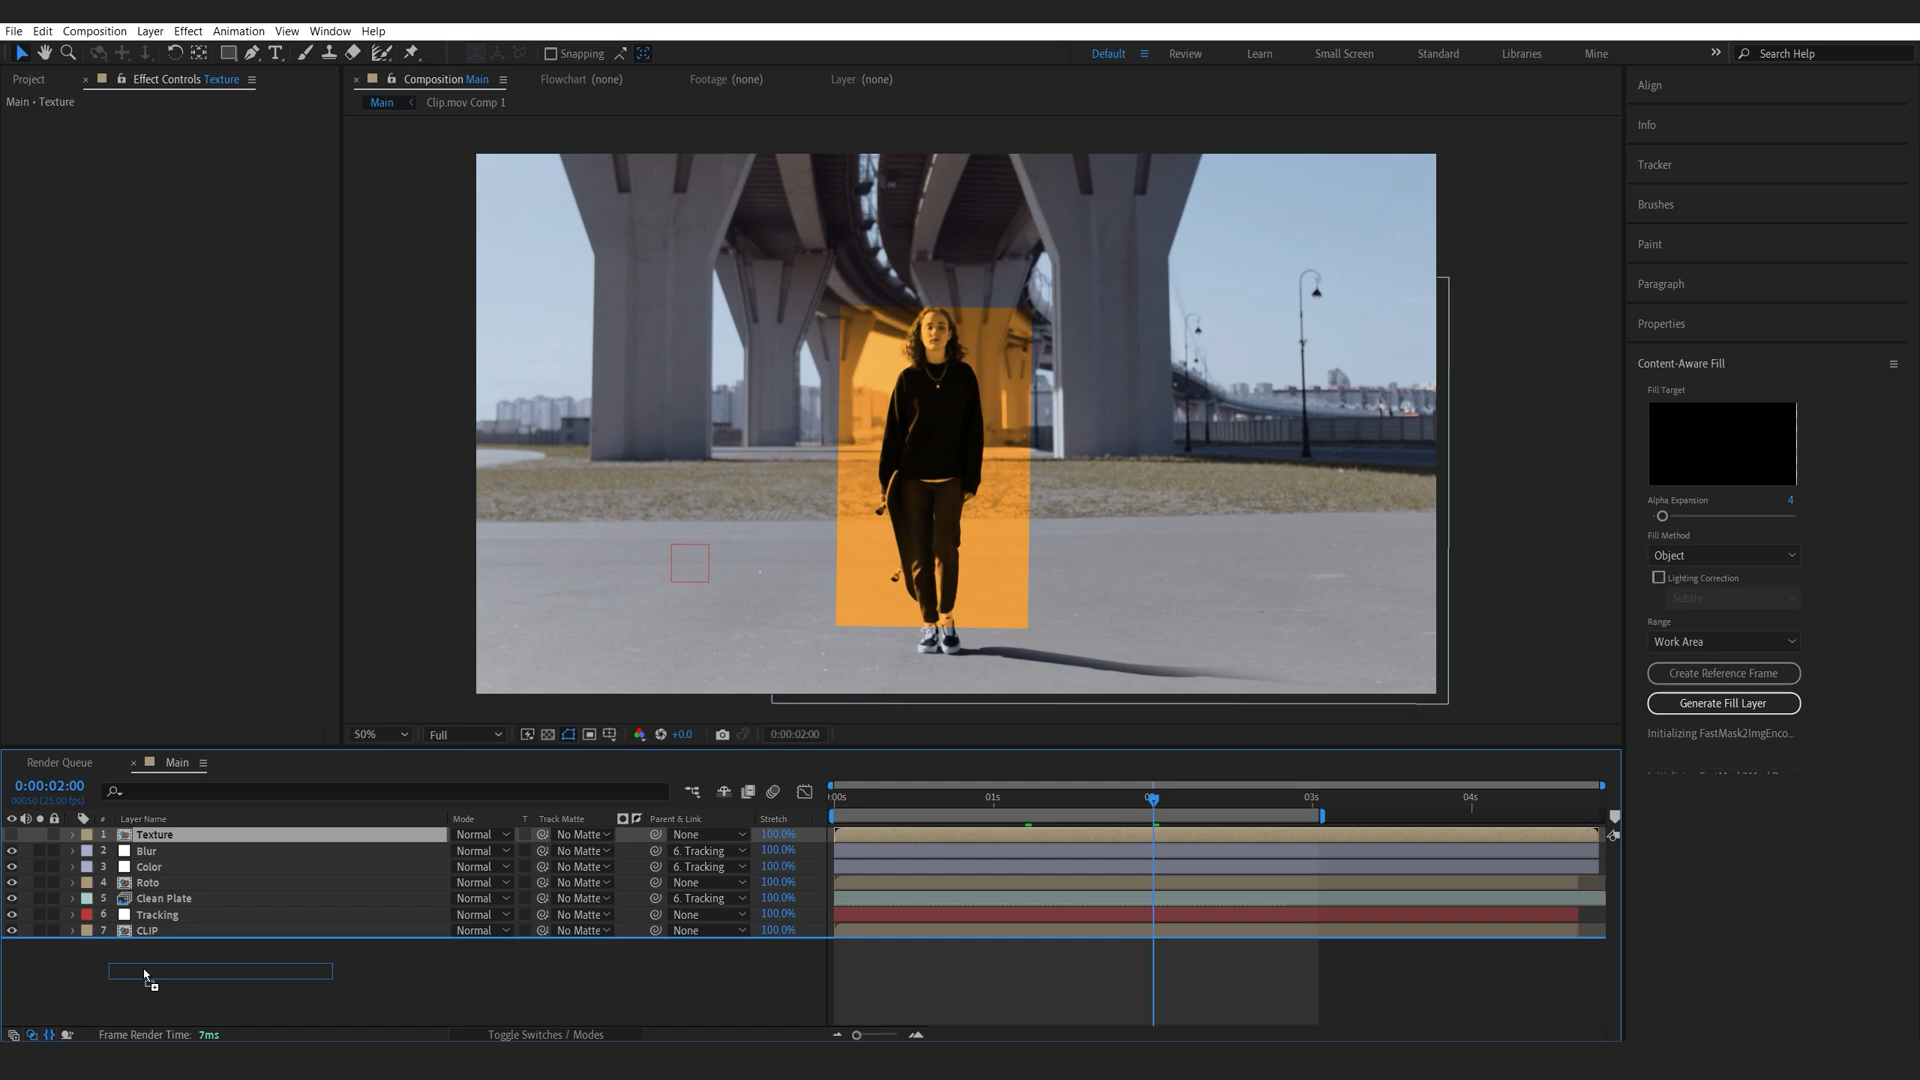 File Edit Composition Layer Effect Animation View Window Help
Snapping
Default Review Learn Small Screen Standard Libraries Mine
Search Help
Project Effect Controls Texture
Main • Texture
Composition Main Flowchart (none) Footage (none) Layer (none)
Main Clip.mov Comp 1
Align
Info
Tracker
Brushes
Paint
Paragraph
Properties
Content-Aware Fill
Fill Target
Alpha Expansion 4
Fill Method
Object
Lighting Correction
Subtle
Range
Work Area
Create Reference Frame
Generate Fill Layer
Initializing FastMask2ImgEnco...
50% Full +0.0 0:00:02:00
Render Queue Main
0:00:02:00
00050 (25.00 fps)
:00s 01s 03s 04s
# Layer Name Mode T Track Matte Parent & Link Stretch
1 Texture Normal No Matte None 100.0%
2 Blur Normal No Matte 6. Tracking 100.0%
3 Color Normal No Matte 6. Tracking 100.0%
4 Roto Normal No Matte None 100.0%
5 Clean Plate Normal No Matte 6. Tracking 100.0%
6 Tracking Normal No Matte None 100.0%
7 CLIP Normal No Matte None 100.0%
Frame Render Time: 7ms Toggle Switches / Modes